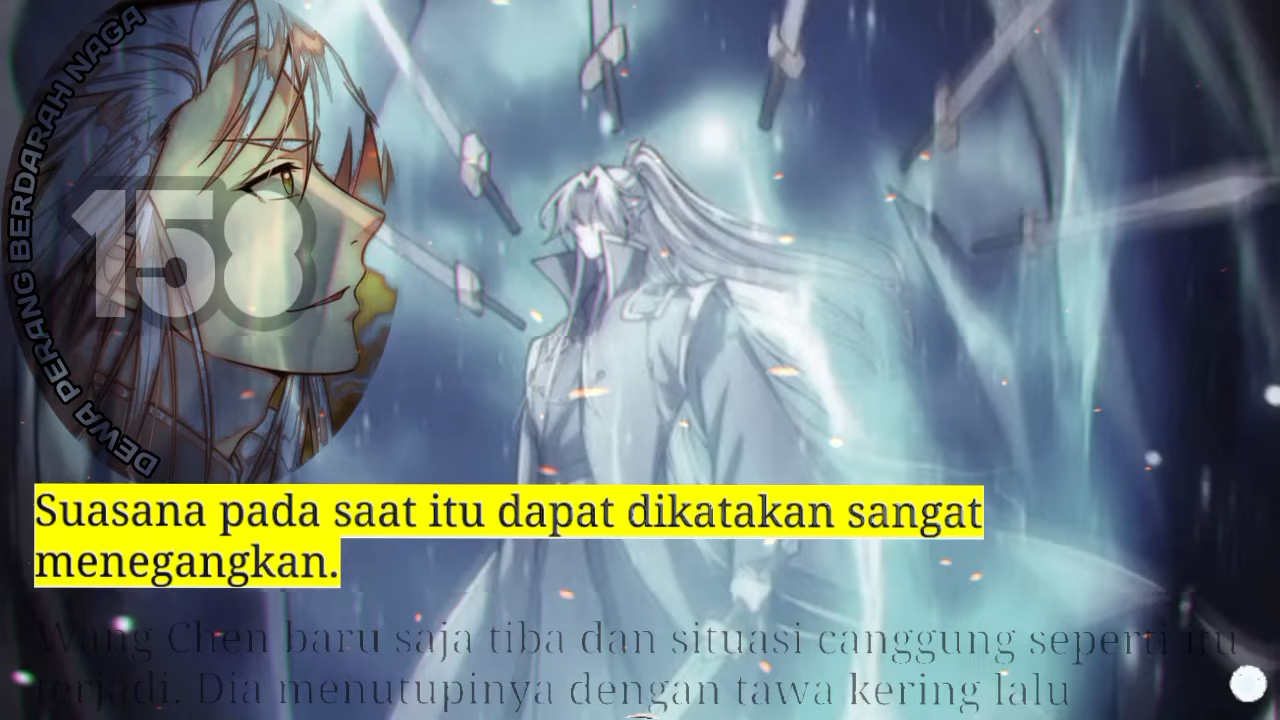 DEWA PERANG BERDARAH NAGA
158
Suasana pada saat itu dapat dikatakan sangat
menegangkan.
Wang Chen baru saja tiba dan situasi canggung seperti itu
terjadi. Dia menutupinya dengan tawa kering lalu